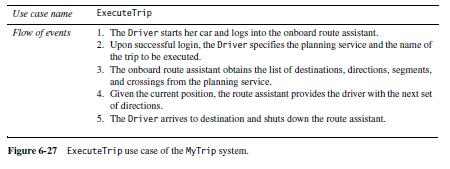 Use case name ExecuteTrip
Flow of events 1. The Driver starts her car and logs into the onboard route assistant.
2. Upon successful login, the Driver specifies the planning service and the name
of the trip to be executed.
3. The onboard route assistant obtains the list of destinations, directions, segments,
and crossings from the planning service.
4. Given the current position, the route assistant provides the driver with the next set
of directions.
5. The Driver arrives to destination and shuts down the route assistant.
Figure 6-27 ExecuteTrip use case of the MyTrip system.